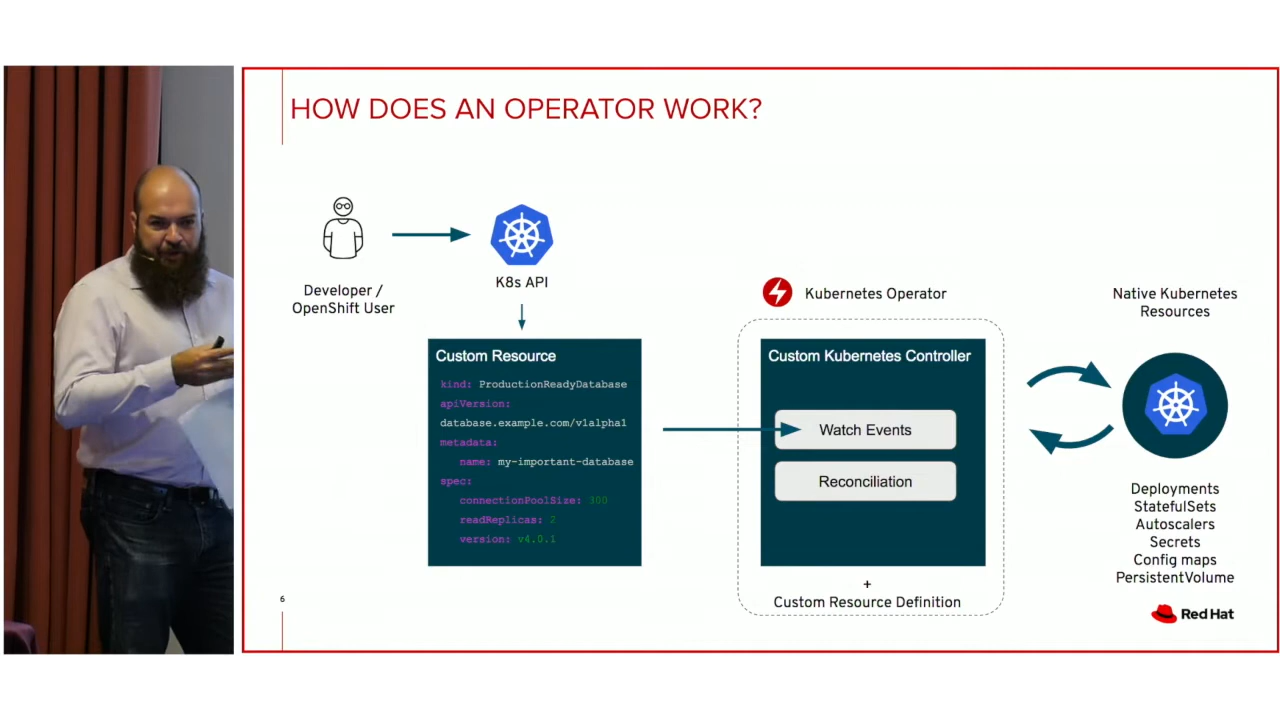 HOW DOES AN OPERATOR WORK?
Developer /
OpenShift User
K8s API
Custom Resource
kind: ProductionReadyDatabase
apiVersion:
database.example.com/v1alpha1
metadata:
name: my-important-database
spec:
connectionPoolSize: 300
readReplicas: 2
version: v4.0.1
Kubernetes Operator
Custom Kubernetes Controller
Watch Events
Reconciliation
+
Custom Resource Definition
Native Kubernetes
Resources
Deployments
StatefulSets
Autoscalers
Secrets
Config maps
PersistentVolume
6
Red Hat